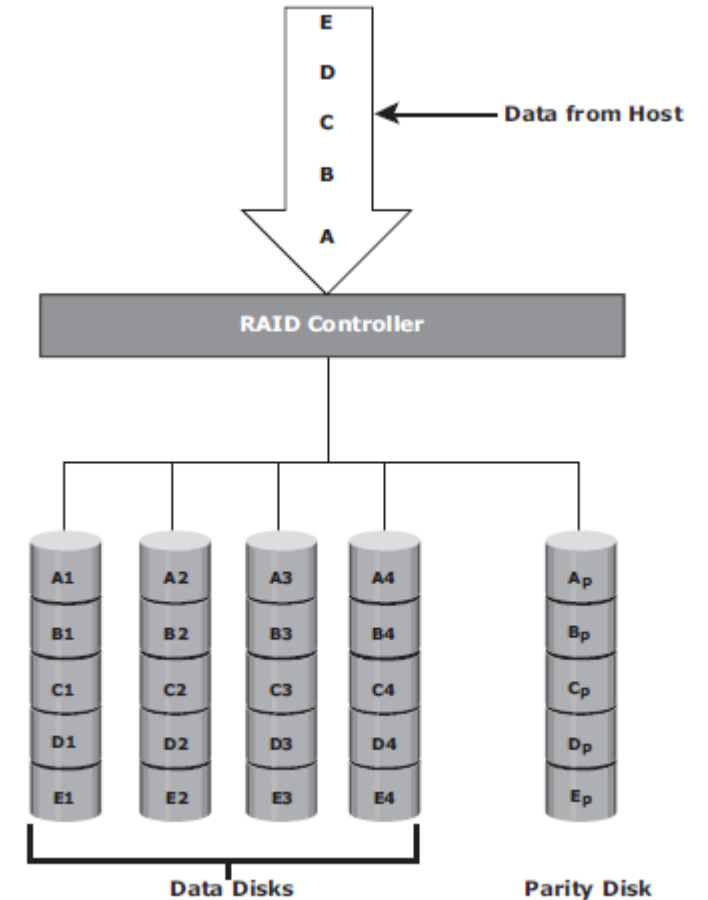 E
D
C
B
A
Data from Host
RAID Controller
A1 A2 A3 A4 Ap
B1 B2 B3 B4 Bp
C1 C2 C3 C4 Cp
D1 D2 D3 D4 Dp
E1 E2 E3 E4 Ep
Data Disks Parity Disk